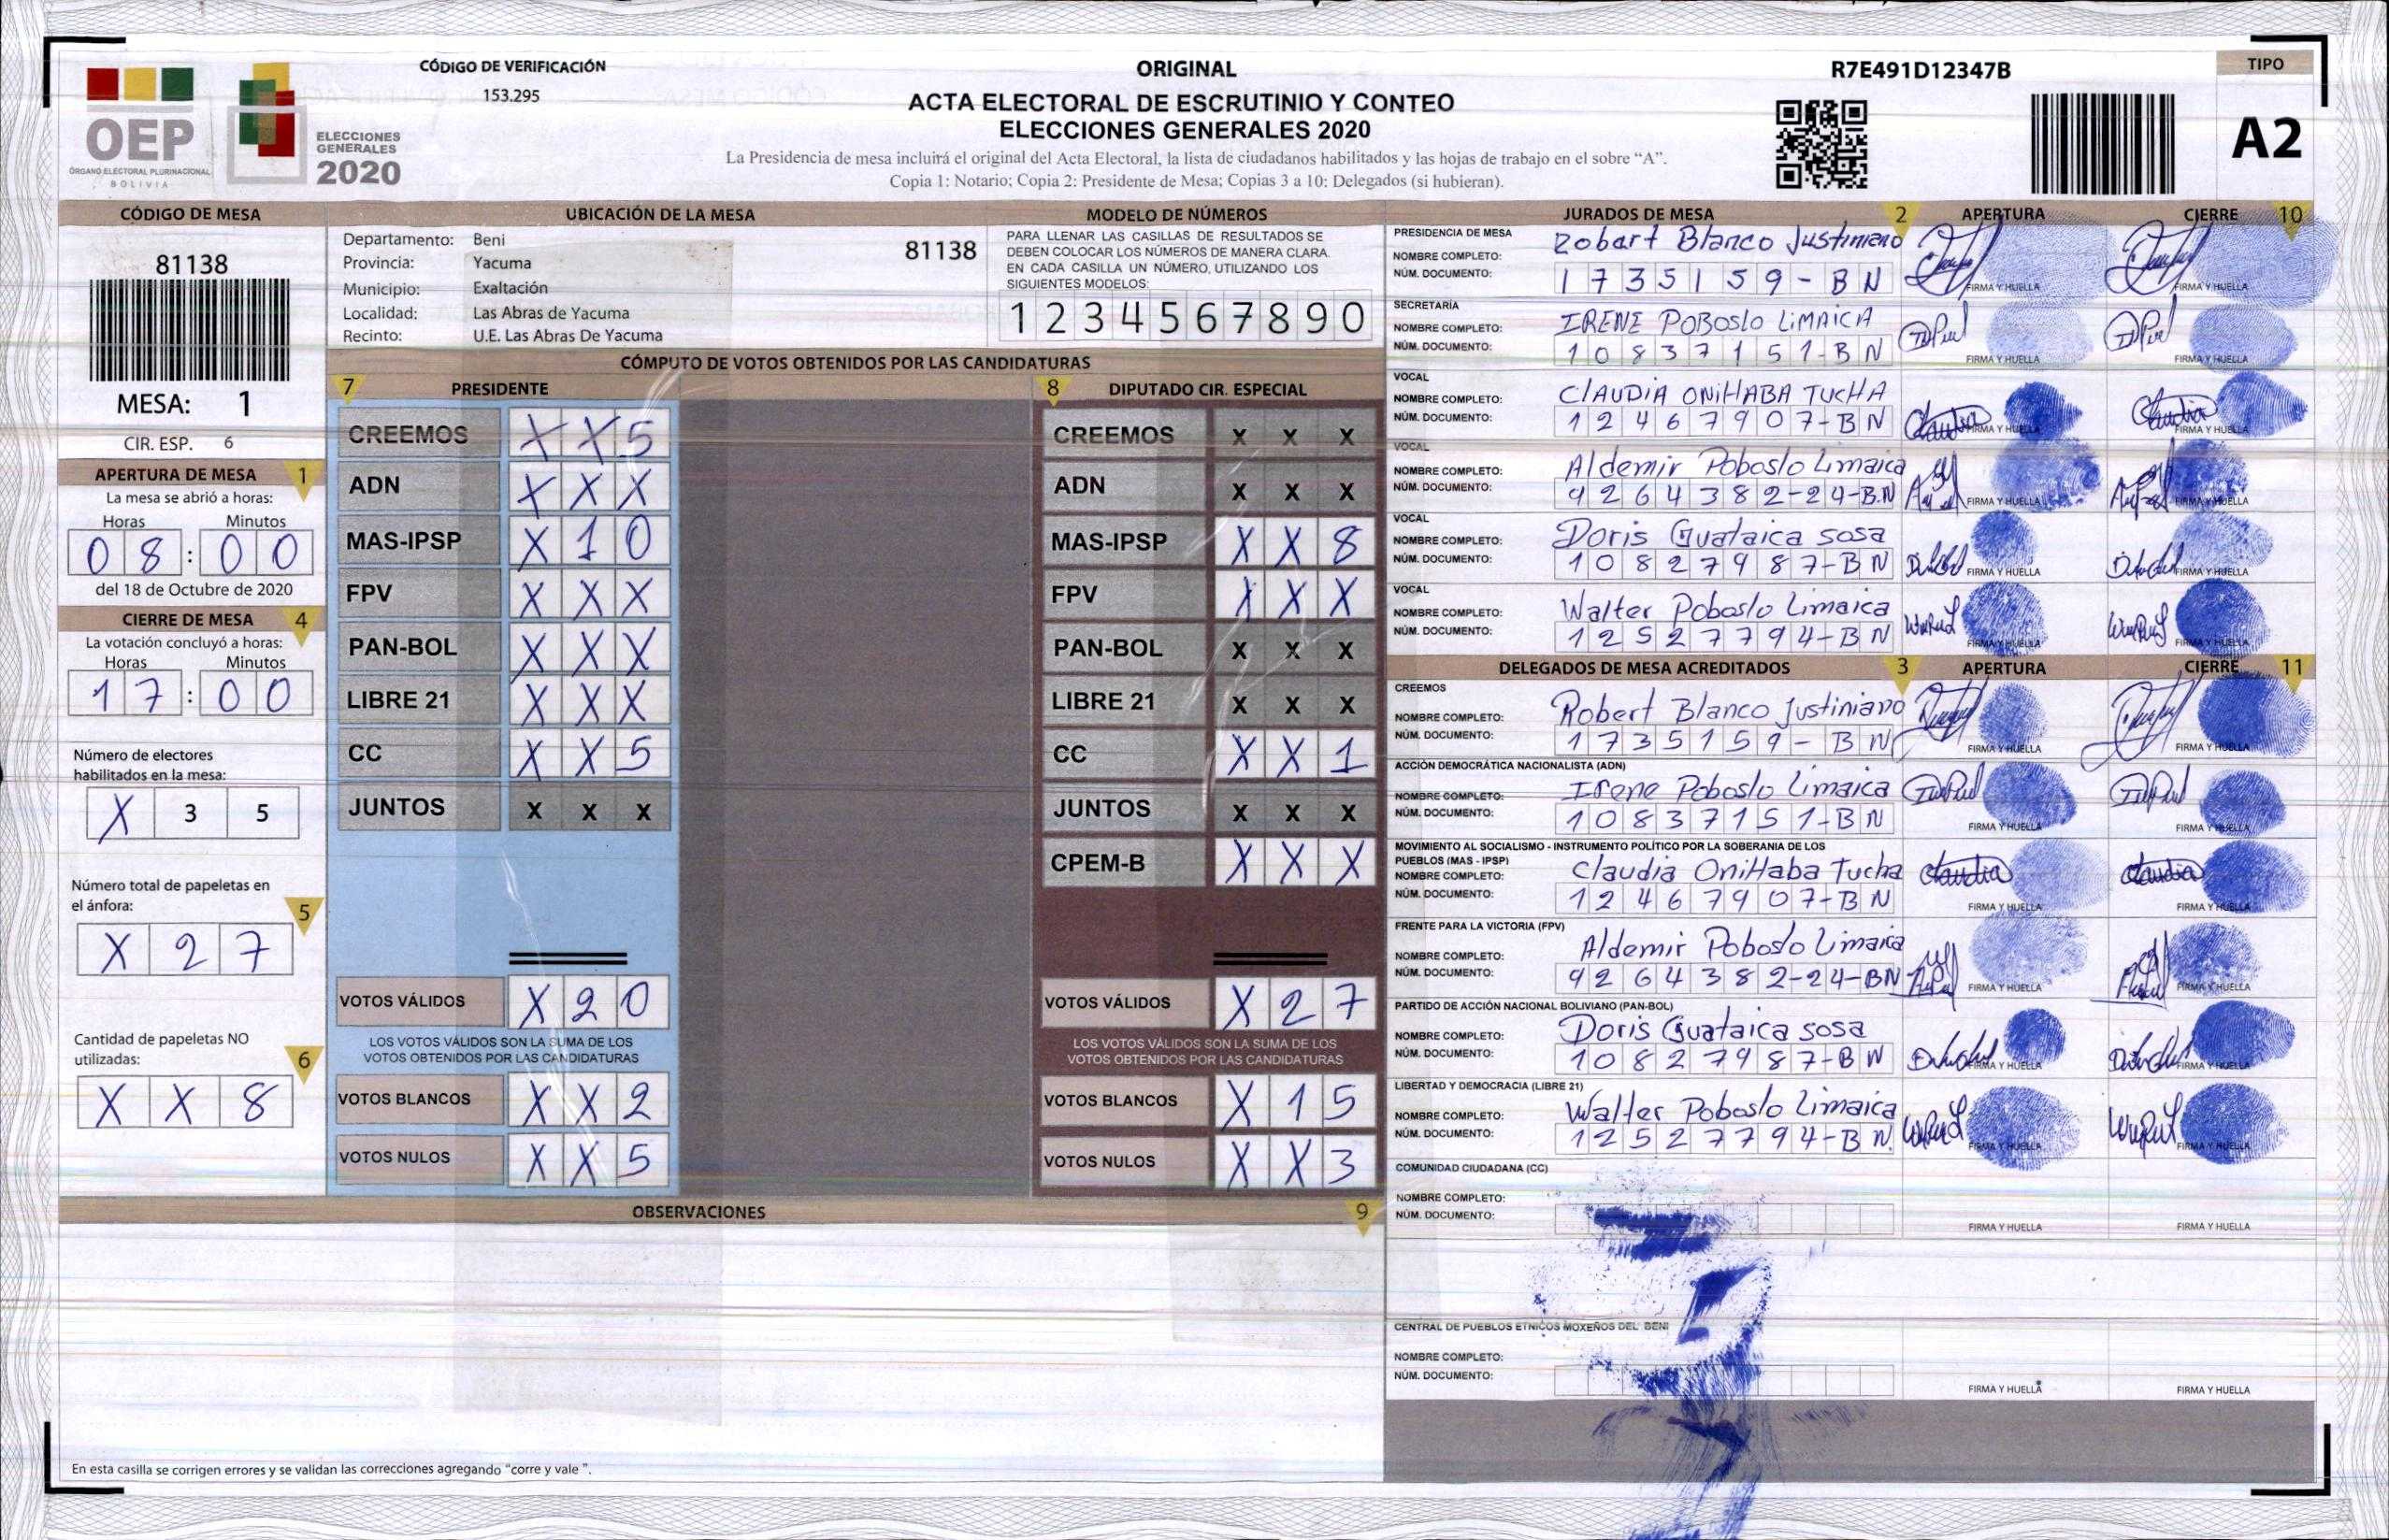 CÓDIGO DE VERIFICACIÓN
153.295
OEP
ÓRGANO ELECTORAL PLURINACIONAL
BOLIVIA
ELECCIONES
GENERALES
2020
ORIGINAL
ACTA ELECTORAL DE ESCRUTINIO Y CONTEO
ELECCIONES GENERALES 2020
La Presidencia de mesa incluirá el original del Acta Electoral, la lista de ciudadanos habilitados y las hojas de trabajo en el sobre “A”.
Copia 1: Notario; Copia 2: Presidente de Mesa; Copias 3 a 10: Delegados (si hubieran).
R7E491D12347B
TIPO
A2
CÓDIGO DE MESA
81138
MESA: 1
CIR. ESP. 6
APERTURA DE MESA 1
La mesa se abrió a horas:
Horas Minutos
0 8 : 0 0
del 18 de Octubre de 2020
CIERRE DE MESA 4
La votación concluyó a horas:
Horas Minutos
1 7 : 0 0
Número de electores
habilitados en la mesa:
X 3 5
Número total de papeletas en
el ánfora: 5
X 2 7
Cantidad de papeletas NO
utilizadas: 6
X X 8
UBICACIÓN DE LA MESA
Departamento: Beni 81138
Provincia: Yacuma
Municipio: Exaltación
Localidad: Las Abras de Yacuma
Recinto: U.E. Las Abras De Yacuma
MODELO DE NÚMEROS
PARA LLENAR LAS CASILLAS DE RESULTADOS SE
DEBEN COLOCAR LOS NÚMEROS DE MANERA CLARA.
EN CADA CASILLA UN NÚMERO, UTILIZANDO LOS
SIGUIENTES MODELOS:
1 2 3 4 5 6 7 8 9 0
CÓMPUTO DE VOTOS OBTENIDOS POR LAS CANDIDATURAS
7 PRESIDENTE
CREEMOS X X 5
ADN X X X
MAS-IPSP X 1 0
FPV X X X
PAN-BOL X X X
LIBRE 21 X X X
CC X X 5
JUNTOS X X X
VOTOS VÁLIDOS X 2 0
LOS VOTOS VÁLIDOS SON LA SUMA DE LOS
VOTOS OBTENIDOS POR LAS CANDIDATURAS
VOTOS BLANCOS X X 2
VOTOS NULOS X X 5
8 DIPUTADO CIR. ESPECIAL
CREEMOS X X X
ADN X X X
MAS-IPSP X X 8
FPV X X X
PAN-BOL X X X
LIBRE 21 X X X
CC X X 1
JUNTOS X X X
CPEM-B X X X
VOTOS VÁLIDOS X 2 7
LOS VOTOS VÁLIDOS SON LA SUMA DE LOS
VOTOS OBTENIDOS POR LAS CANDIDATURAS
VOTOS BLANCOS X 1 5
VOTOS NULOS X X 3
OBSERVACIONES 9
En esta casilla se corrigen errores y se validan las correcciones agregando “corre y vale ”.
JURADOS DE MESA 2 APERTURA CIERRE 10
PRESIDENCIA DE MESA
NOMBRE COMPLETO: Robart Blanco Justiniano
NÚM. DOCUMENTO: 1735159-BN
FIRMA Y HUELLA FIRMA Y HUELLA
SECRETARÍA
NOMBRE COMPLETO: IRENE POBOSLO LIMAICA
NÚM. DOCUMENTO: 10837151-BN
FIRMA Y HUELLA FIRMA Y HUELLA
VOCAL
NOMBRE COMPLETO: CLAUDIA ONIHABA TUCHA
NÚM. DOCUMENTO: 12467907-BN
Claudia FIRMA Y HUELLA Claudia FIRMA Y HUELLA
VOCAL
NOMBRE COMPLETO: Aldemir Poboslo Limaica
NÚM. DOCUMENTO: 9264382-24-B.N
FIRMA Y HUELLA FIRMA Y HUELLA
VOCAL
NOMBRE COMPLETO: Doris Guataica sosa
NÚM. DOCUMENTO: 10827987-BN
FIRMA Y HUELLA FIRMA Y HUELLA
VOCAL
NOMBRE COMPLETO: Walter Poboslo Limaica
NÚM. DOCUMENTO: 12527794-BN
FIRMA Y HUELLA FIRMA Y HUELLA
DELEGADOS DE MESA ACREDITADOS 3 APERTURA CIERRE 11
CREEMOS
NOMBRE COMPLETO: Robert Blanco Justiniano
NÚM. DOCUMENTO: 1735159-BN
FIRMA Y HUELLA FIRMA Y HUELLA
ACCIÓN DEMOCRÁTICA NACIONALISTA (ADN)
NOMBRE COMPLETO: Irene Poboslo Limaica
NÚM. DOCUMENTO: 10837151-BN
FIRMA Y HUELLA FIRMA Y HUELLA
MOVIMIENTO AL SOCIALISMO - INSTRUMENTO POLÍTICO POR LA SOBERANIA DE LOS
PUEBLOS (MAS - IPSP)
NOMBRE COMPLETO: Claudia OniHaba Tucha
NÚM. DOCUMENTO: 12467907-BN
Claudia FIRMA Y HUELLA Claudia FIRMA Y HUELLA
FRENTE PARA LA VICTORIA (FPV)
NOMBRE COMPLETO: Aldemir Poboslo Limaica
NÚM. DOCUMENTO: 9264382-24-BN
FIRMA Y HUELLA FIRMA Y HUELLA
PARTIDO DE ACCIÓN NACIONAL BOLIVIANO (PAN-BOL)
NOMBRE COMPLETO: Doris Guataica sosa
NÚM. DOCUMENTO: 10827987-BN
FIRMA Y HUELLA FIRMA Y HUELLA
LIBERTAD Y DEMOCRACIA (LIBRE 21)
NOMBRE COMPLETO: Walter Poboslo Limaica
NÚM. DOCUMENTO: 12527794-BN.
FIRMA Y HUELLA FIRMA Y HUELLA
COMUNIDAD CIUDADANA (CC)
NOMBRE COMPLETO:
NÚM. DOCUMENTO:
FIRMA Y HUELLA FIRMA Y HUELLA
CENTRAL DE PUEBLOS ETNICOS MOXEÑOS DEL BENI
NOMBRE COMPLETO:
NÚM. DOCUMENTO:
FIRMA Y HUELLA FIRMA Y HUELLA